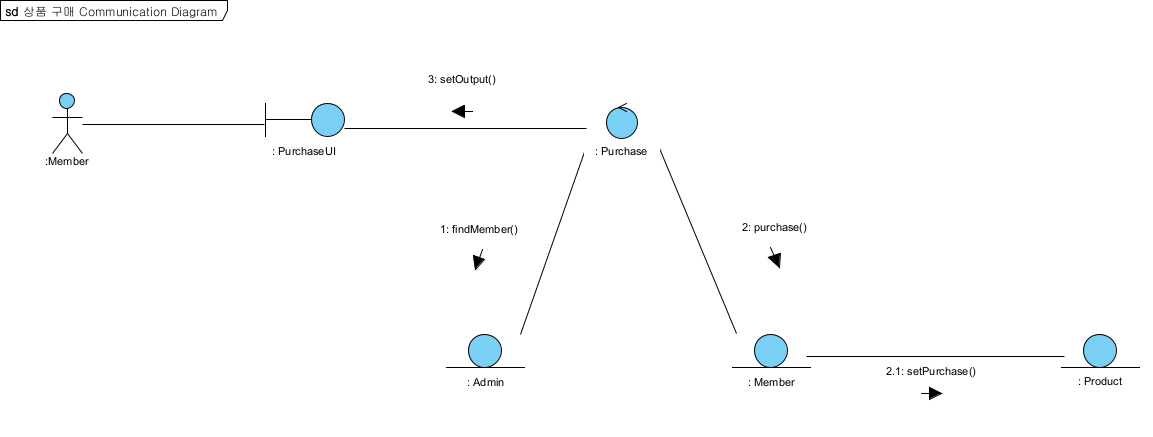 sd 상품 구매 Communication Diagram
3: setOutput()
:Member
: PurchaseUI
: Purchase
1: findMember()
2: purchase()
2.1: setPurchase()
: Admin
: Member
: Product